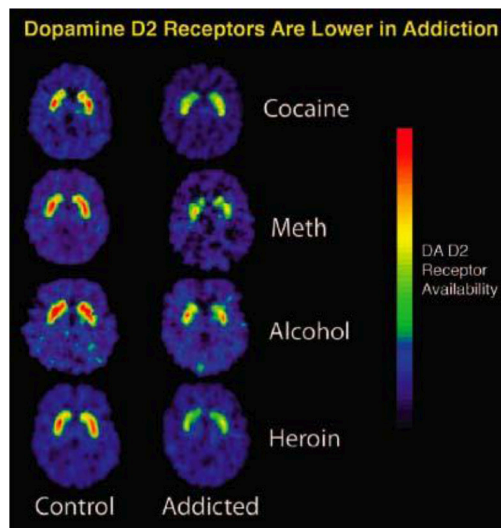 Dopamine D2 Receptors Are Lower in Addiction
Cocaine
Meth
DA D2
Receptor
Availability
Alcohol
Heroin
Control Addicted